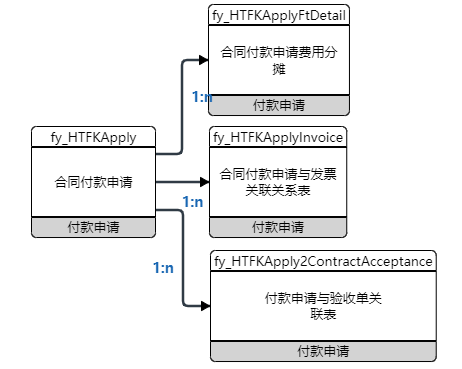 fy_HTFKApplyFtDetail
合同付款申请费用分
摊
付款申请
1:n
fy_HTFKApply
合同付款申请
付款申请
fy_HTFKApplyInvoice
合同付款申请与发票
关联关系表
付款申请
1:n
1:n
fy_HTFKApply2ContractAcceptance
付款申请与验收单关
联表
付款申请